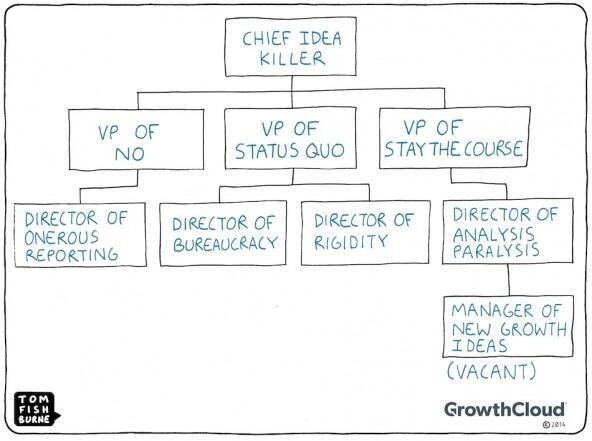 CHIEF IDEA
KILLER
VP OF
NO
VP OF
STATUS QUO
VP OF
STAY THE COURSE
DIRECTOR OF
ONEROUS
REPORTING
DIRECTOR OF
BUREAUCRACY
DIRECTOR OF
RIGIDITY
DIRECTOR OF
ANALYSIS
PARALYSIS
MANAGER OF
NEW GROWTH
IDEAS
(VACANT)
TOM
FISH
BURNE
GrowthCloud
© 2014